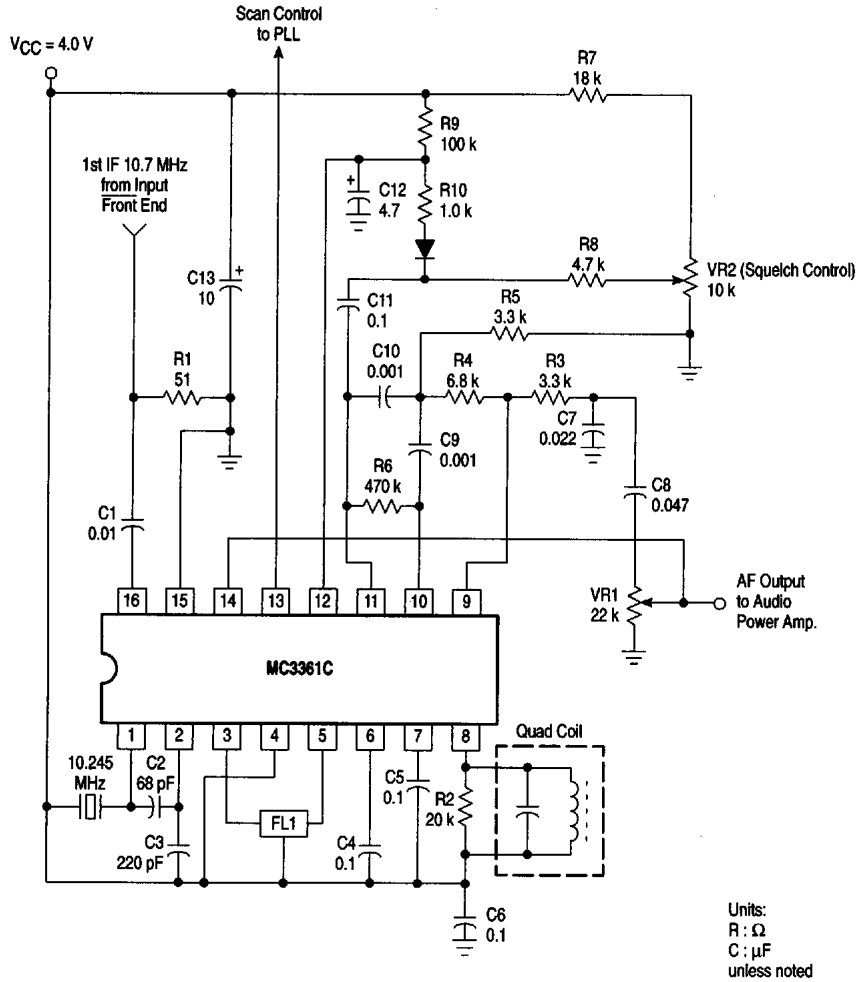 Scan Control
to PLL
VCC = 4.0 V
R7
18 k
R9
100 k
1st IF 10.7 MHz
from Input
Front End
+
C12
4.7
R10
1.0 k
R8
4.7 k
VR2 (Squelch Control)
10 k
C13
10
+
C11
0.1
R5
3.3 k
C10
0.001
R1
51
R4
6.8 k
R3
3.3 k
C7
0.022
C9
0.001
R6
470 k
C8
0.047
C1
0.01
VR1
22 k
AF Output
to Audio
Power Amp.
16 15 14 13 12 11 10 9
MC3361C
1 2 3 4 5 6 7 8
Quad Coil
10.245
MHz
C2
68 pF
C5
0.1
R2
20 k
FL1
C3
220 pF
C4
0.1
C6
0.1
Units:
R : Ω
C : µF
unless noted